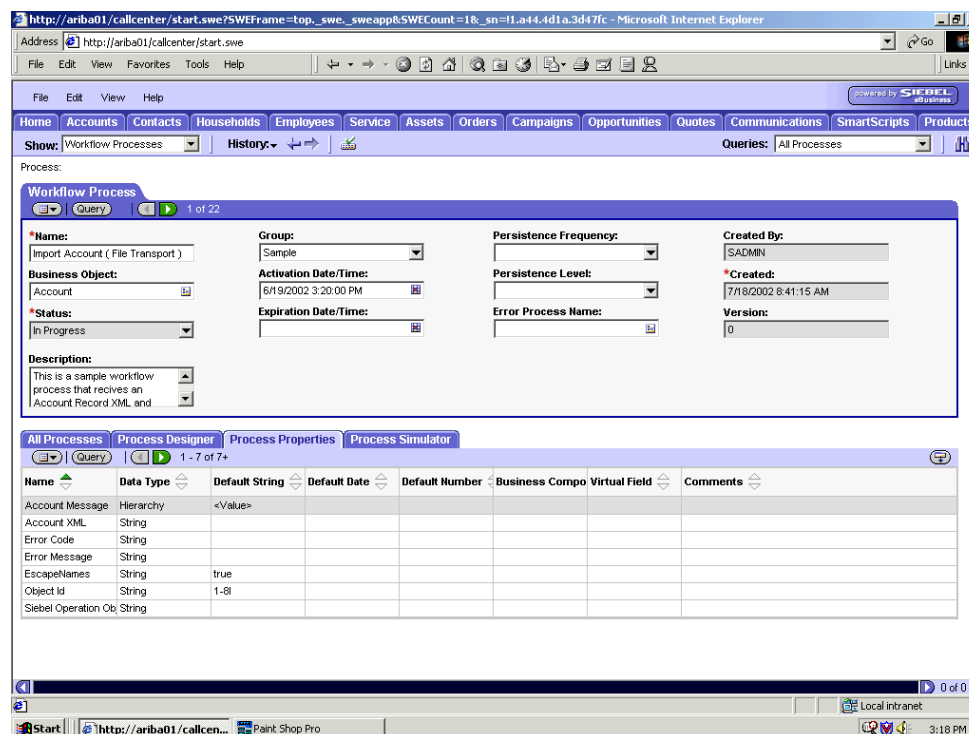 http://ariba01/callcenter/start.swe?SWEFrame=top._swe._sweapp&SWECount=1&_sn=!1.a44.4d1a.3d47fc - Microsoft Internet Explorer
Address http://ariba01/callcenter/start.swe Go
File Edit View Favorites Tools Help Links
File Edit View Help powered by SIEBEL eBusiness
Home Accounts Contacts Households Employees Service Assets Orders Campaigns Opportunities Quotes Communications SmartScripts Products
Show: Workflow Processes History: Queries: All Processes
Process:
Workflow Process
Query 1 of 22
*Name: Group: Persistence Frequency: Created By:
Import Account ( File Transport ) Sample SADMIN
Business Object: Activation Date/Time: Persistence Level: *Created:
Account 6/19/2002 3:20:00 PM 7/18/2002 8:41:15 AM
*Status: Expiration Date/Time: Error Process Name: Version:
In Progress 0
Description:
This is a sample workflow
process that recives an
Account Record XML and
All Processes Process Designer Process Properties Process Simulator
Query 1 - 7 of 7+
Name Data Type Default String Default Date Default Number Business Compo Virtual Field Comments
Account Message Hierarchy <Value>
Account XML String
Error Code String
Error Message String
EscapeNames String true
Object Id String 1-8I
Siebel Operation Ob String
0 of 0
Local intranet
Start http://ariba01/callcen... Paint Shop Pro 3:18 PM